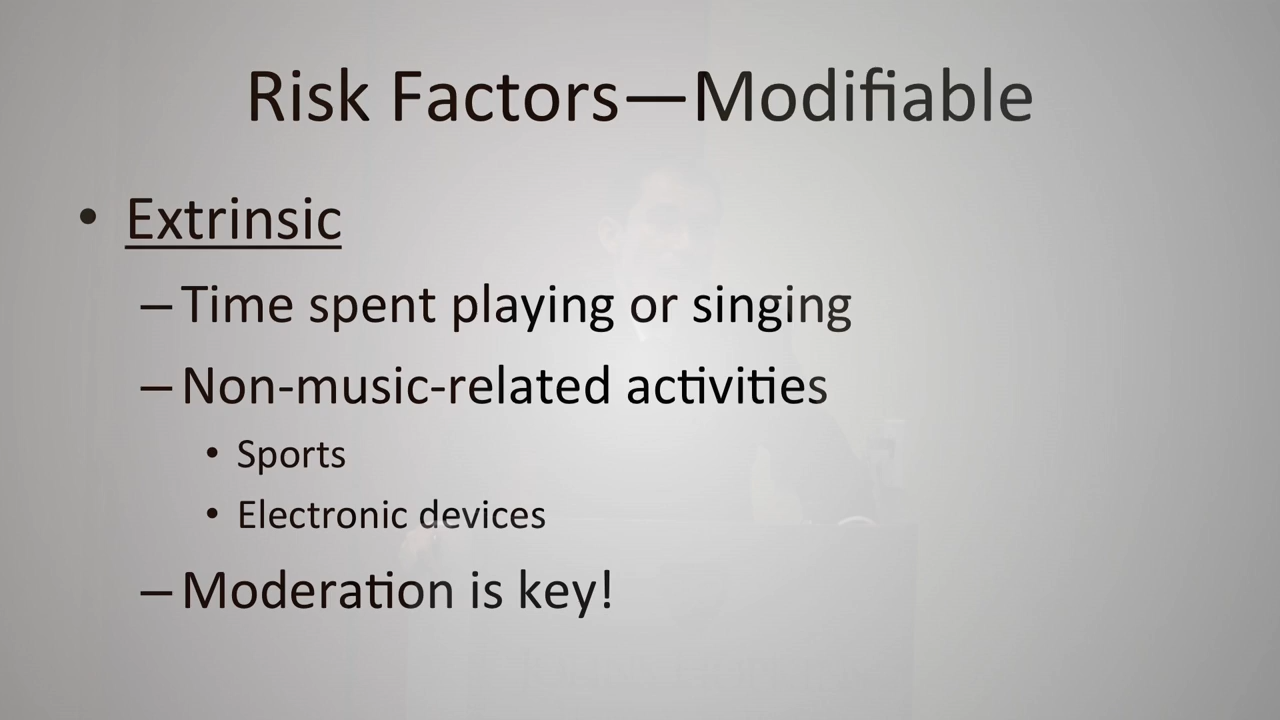 Risk Factors—Modifiable
• Extrinsic
– Time spent playing or singing
– Non-music-related activities
• Sports
• Electronic devices
– Moderation is key!